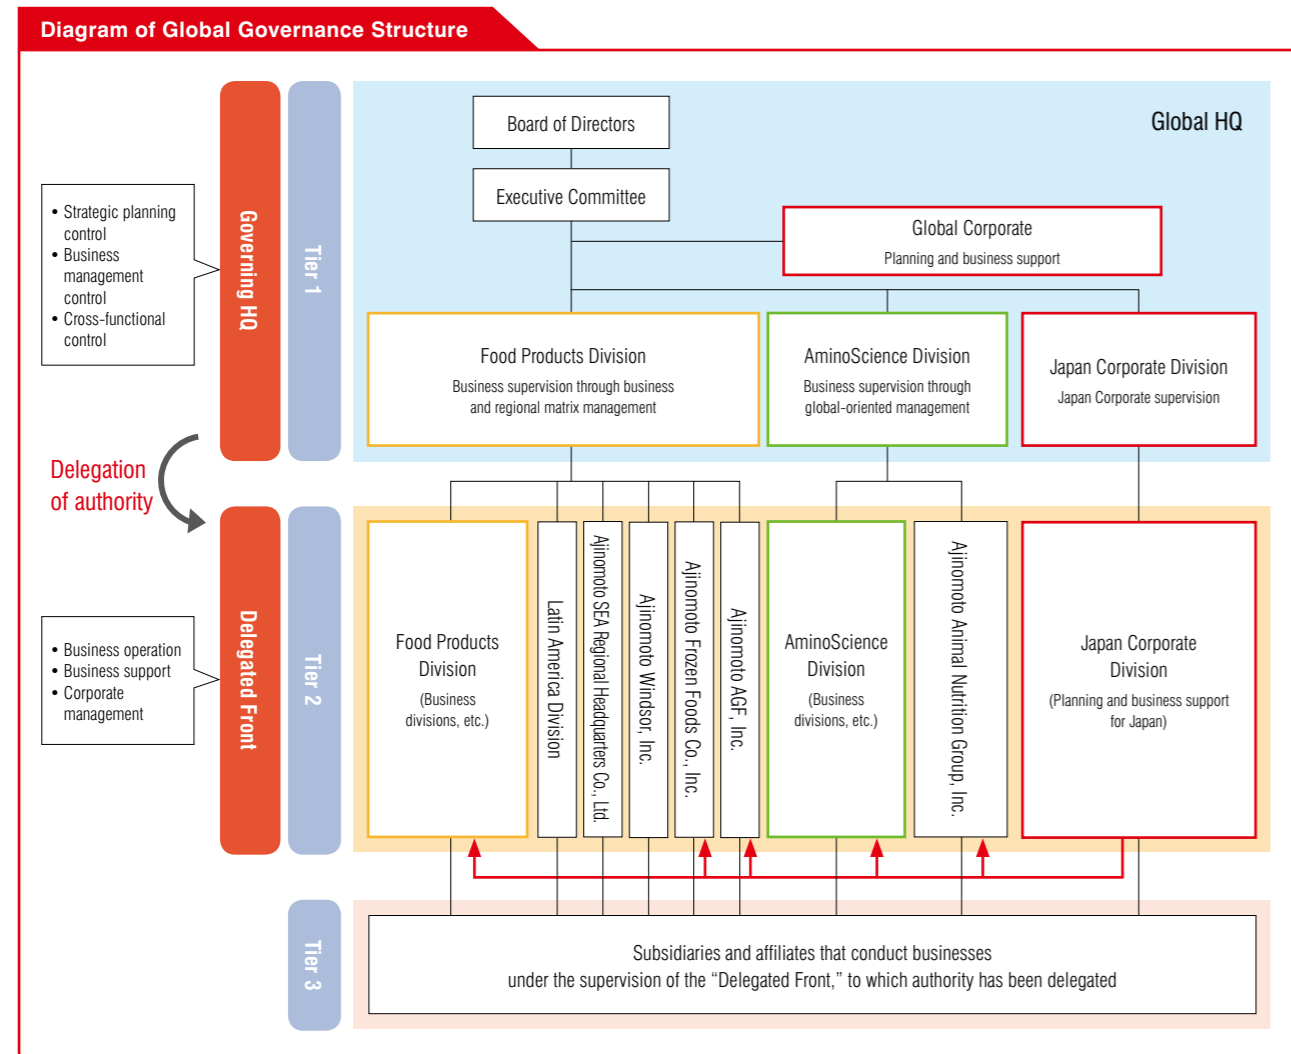 Diagram of Global Governance Structure
Global HQ
Board of Directors
Executive Committee
Global Corporate
Planning and business support
• Strategic planning
control
• Business
management
control
• Cross-functional
control
Governing HQ
Tier 1
Food Products Division
Business supervision through business
and regional matrix management
AminoScience Division
Business supervision through
global-oriented management
Japan Corporate Division
Japan Corporate supervision
Delegation
of authority
• Business operation
• Business support
• Corporate
management
Delegated Front
Tier 2
Food Products
Division
(Business
divisions, etc.)
Latin America Division
Ajinomoto SEA Regional Headquarters Co., Ltd.
Ajinomoto Windsor, Inc.
Ajinomoto Frozen Foods Co., Inc.
Ajinomoto AGF, Inc.
AminoScience
Division
(Business
divisions, etc.)
Ajinomoto Animal Nutrition Group, Inc.
Japan Corporate
Division
(Planning and business support
for Japan)
Tier 3
Subsidiaries and affiliates that conduct businesses
under the supervision of the “Delegated Front,” to which authority has been delegated